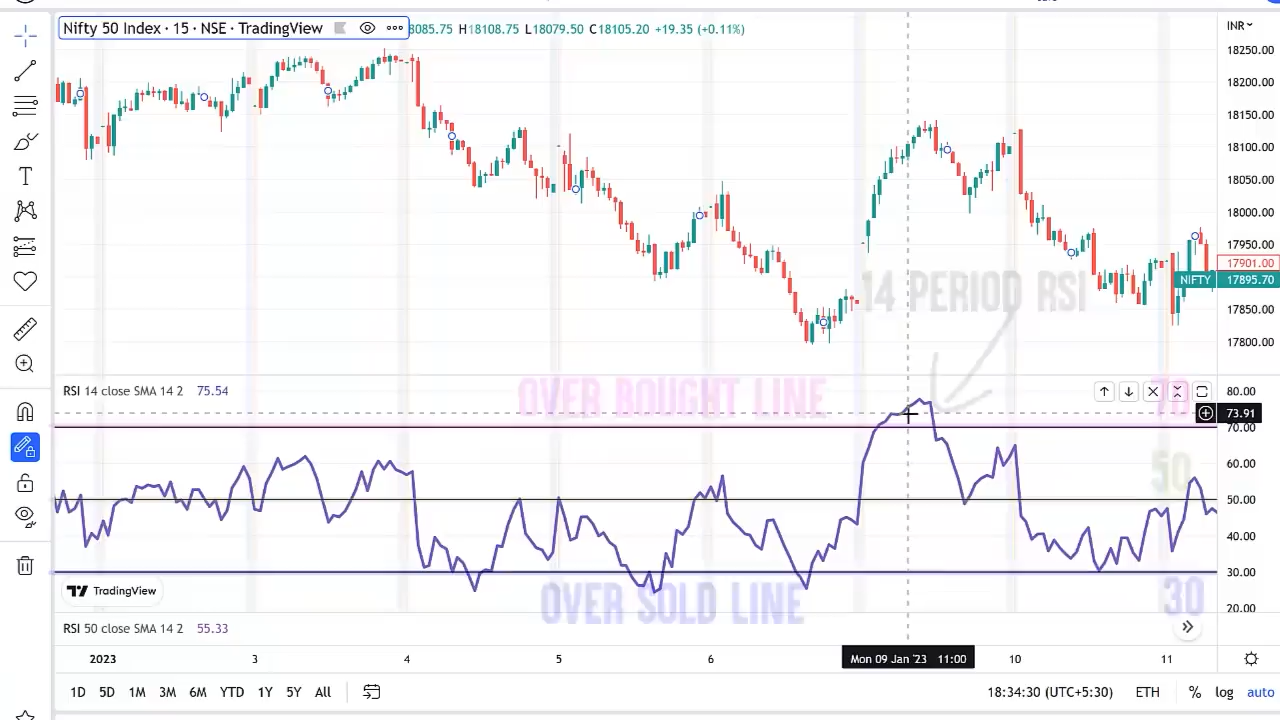 Nifty 50 Index · 15 · NSE · TradingView
8085.75 H18108.75 L18079.50 C18105.20 +19.35 (+0.11%)
INR
18250.00
18200.00
18150.00
18100.00
18050.00
18000.00
17950.00
17901.00
NIFTY 17895.70
17850.00
17800.00
14 PERIOD RSI
RSI 14 close SMA 14 2 75.54
OVER BOUGHT LINE
70
80.00
73.91
70.00
60.00
50
50.00
40.00
30.00
30
20.00
OVER SOLD LINE
TradingView
RSI 50 close SMA 14 2 55.33
2023 3 4 5 6 Mon 09 Jan '23 11:00 10 11
1D 5D 1M 3M 6M YTD 1Y 5Y All 18:34:30 (UTC+5:30) ETH % log auto